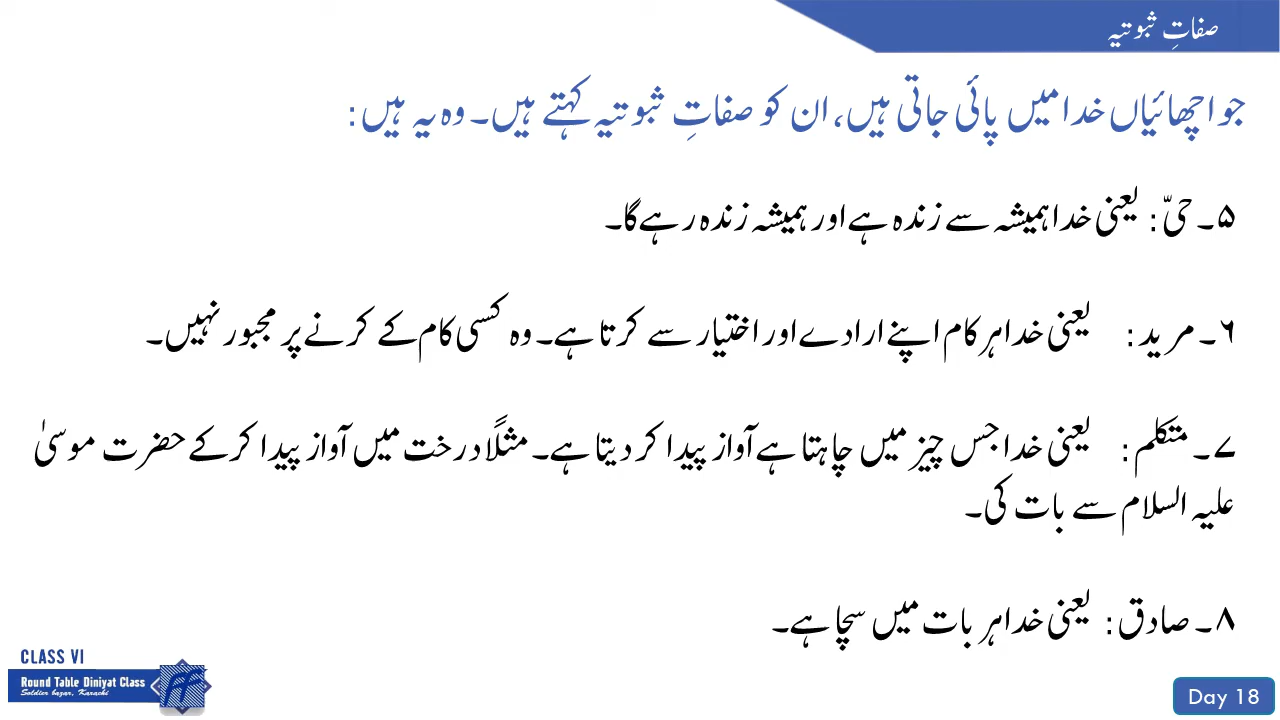 صفاتِ ثبوتیہ
جو اچھائیاں خدا میں پائی جاتی ہیں، ان کو صفاتِ ثبوتیہ کہتے ہیں۔ وہ یہ ہیں:
۵۔ حیّ: یعنی خدا ہمیشہ سے زندہ ہے اور ہمیشہ زندہ رہے گا۔
۶۔ مرید: یعنی خدا ہر کام اپنے ارادے اور اختیار سے کرتا ہے۔ وہ کسی کام کے کرنے پر مجبور نہیں۔
۷۔ متکلم: یعنی خدا جس چیز میں چاہتا ہے آواز پیدا کر دیتا ہے۔ مثلاً درخت میں آواز پیدا کر کے حضرت موسیٰ
علیہ السلام سے بات کی۔
۸۔ صادق: یعنی خدا ہر بات میں سچا ہے۔
CLASS VI
Round Table Diniyat Class
Soldier bazar, Karachi
Day 18